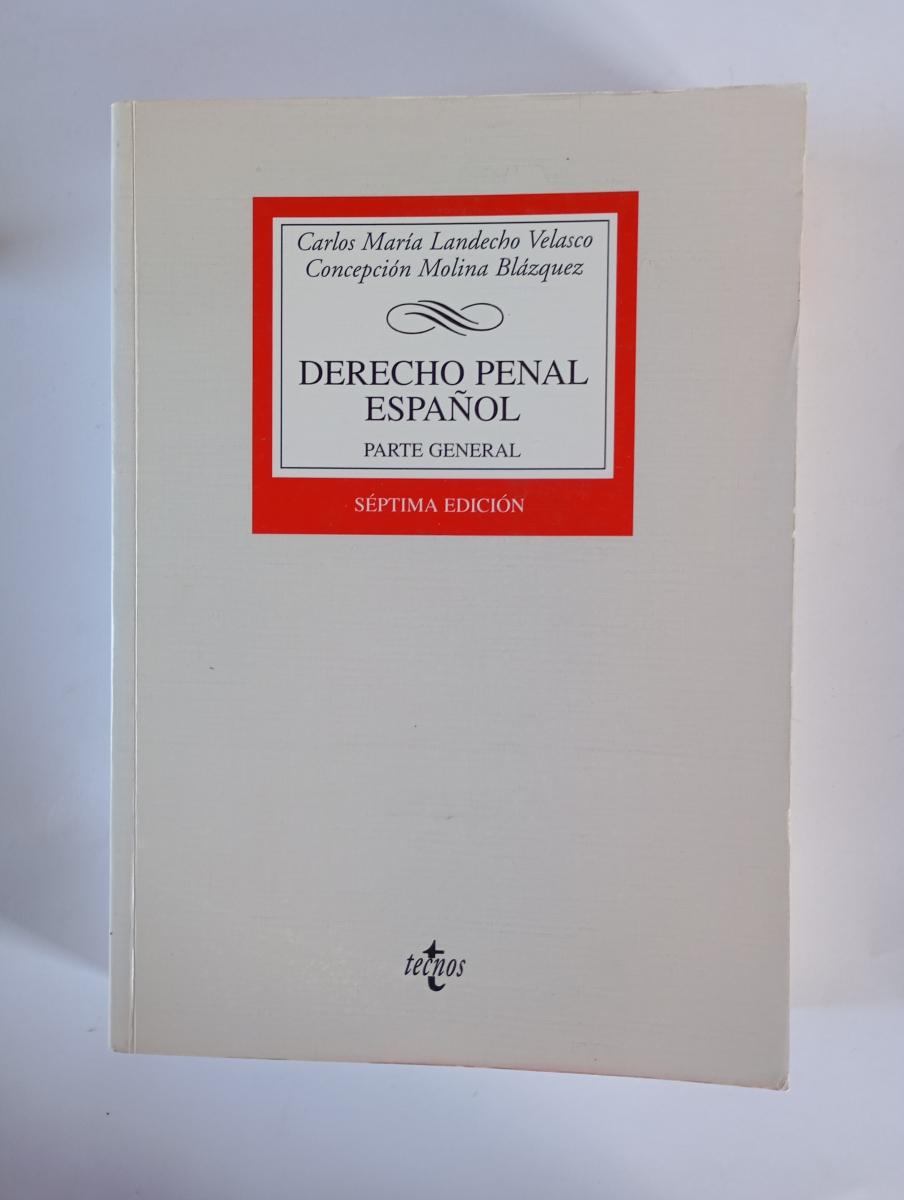 Carlos María Landecho Velasco
Concepción Molina Blázquez
DERECHO PENAL
ESPAÑOL
PARTE GENERAL
SÉPTIMA EDICIÓN
tecnos